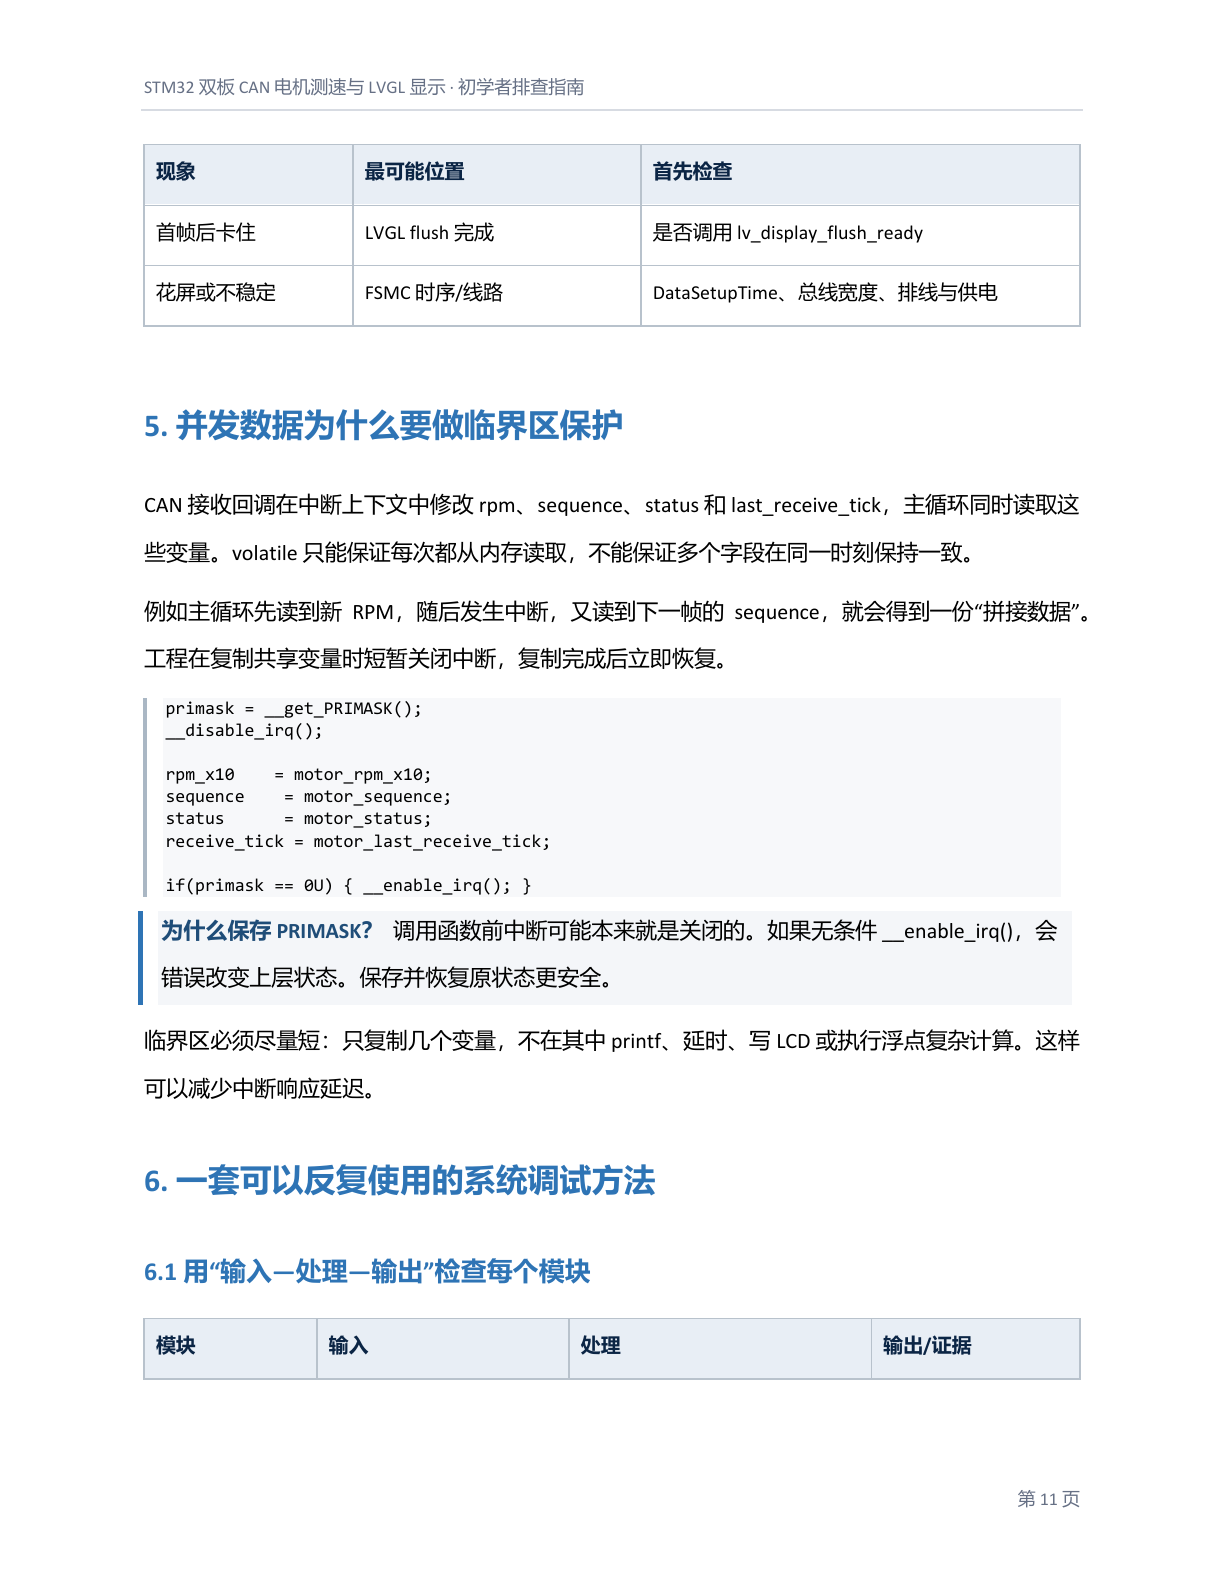 STM32 双板 CAN 电机测速与 LVGL 显示 · 初学者排查指南
现象 最可能位置 首先检查
首帧后卡住 LVGL flush 完成 是否调用 lv_display_flush_ready
花屏或不稳定 FSMC 时序/线路 DataSetupTime、总线宽度、排线与供电
5. 并发数据为什么要做临界区保护
CAN 接收回调在中断上下文中修改 rpm、sequence、status 和 last_receive_tick，主循环同时读取这
些变量。volatile 只能保证每次都从内存读取，不能保证多个字段在同一时刻保持一致。
例如主循环先读到新 RPM，随后发生中断，又读到下一帧的 sequence，就会得到一份“拼接数据”。
工程在复制共享变量时短暂关闭中断，复制完成后立即恢复。
primask = __get_PRIMASK();
__disable_irq();
rpm_x10    = motor_rpm_x10;
sequence    = motor_sequence;
status      = motor_status;
receive_tick = motor_last_receive_tick;
if(primask == 0U) { __enable_irq(); }
为什么保存 PRIMASK？ 调用函数前中断可能本来就是关闭的。如果无条件 __enable_irq()，会
错误改变上层状态。保存并恢复原状态更安全。
临界区必须尽量短：只复制几个变量，不在其中 printf、延时、写 LCD 或执行浮点复杂计算。这样
可以减少中断响应延迟。
6. 一套可以反复使用的系统调试方法
6.1 用“输入—处理—输出”检查每个模块
模块 输入 处理 输出/证据
第 11 页